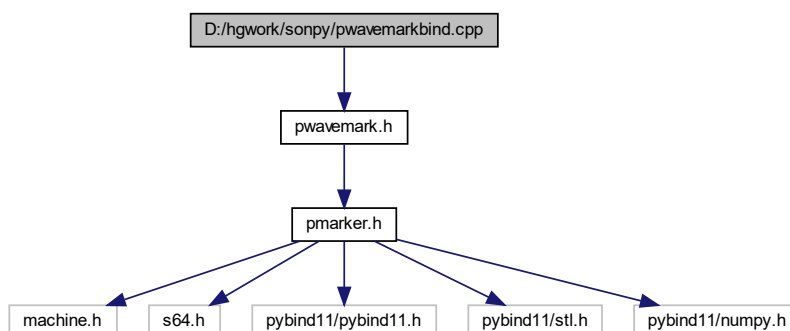 D:/hgwork/sonpy/pwavemarkbind.cpp
pwavemark.h
pmarker.h
machine.h
s64.h
pybind11/pybind11.h
pybind11/stl.h
pybind11/numpy.h